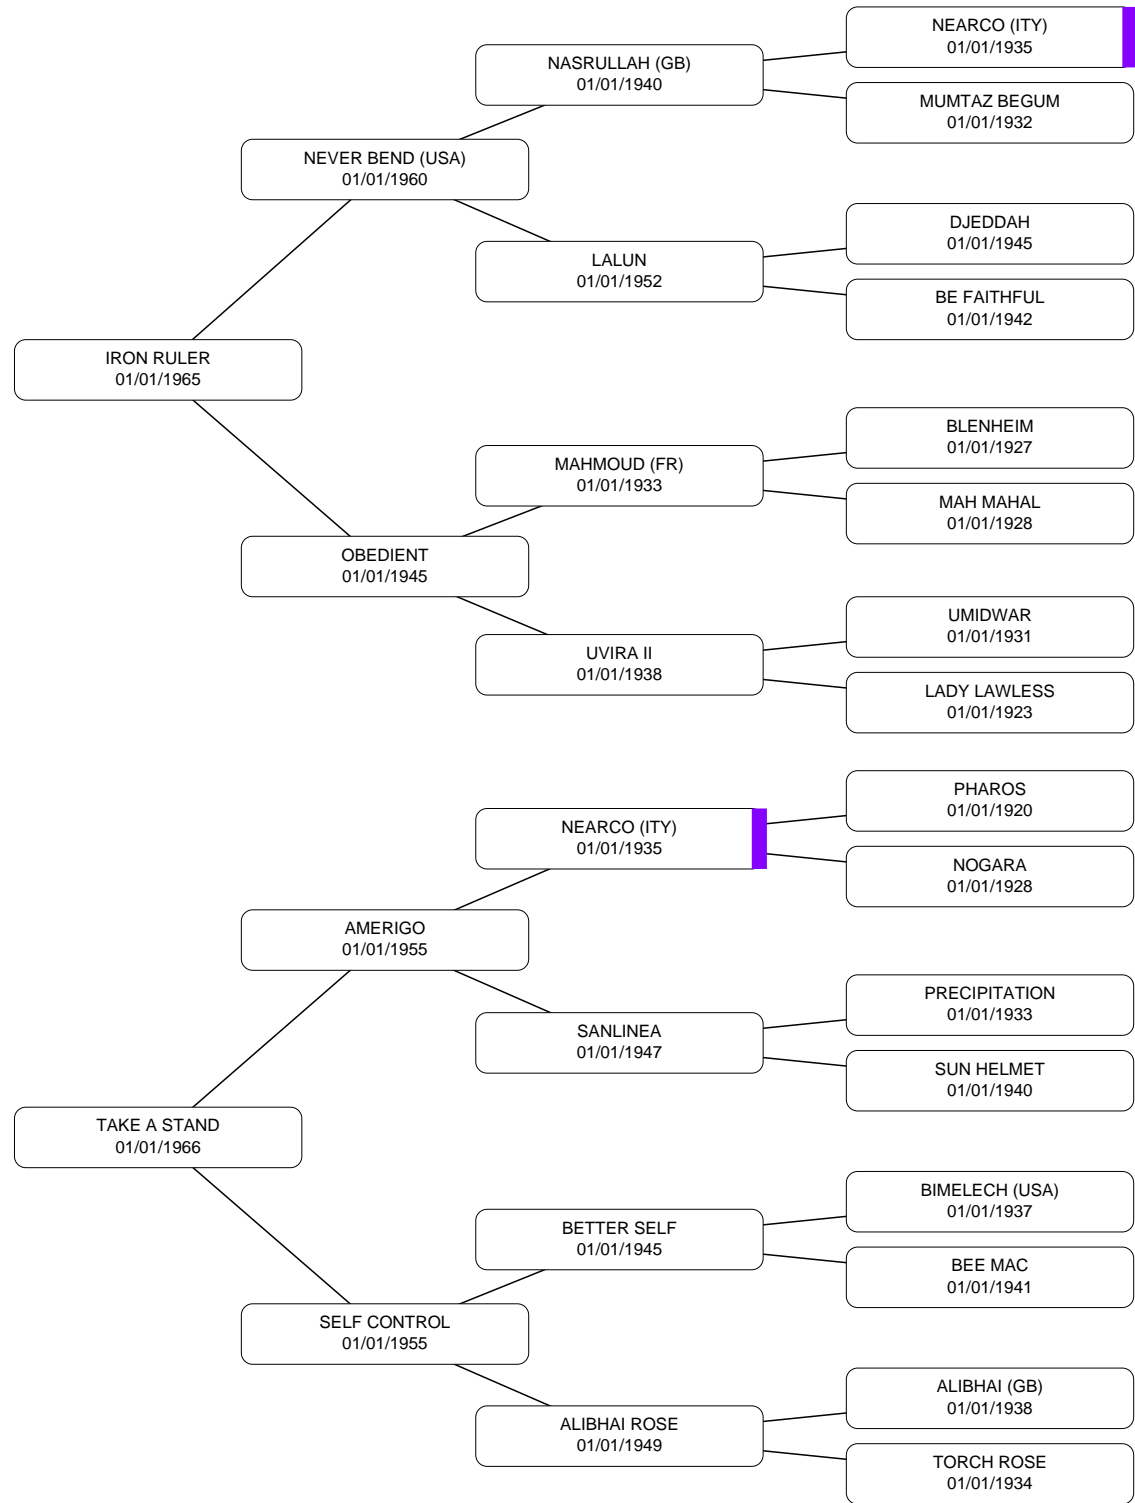 NEARCO (ITY)
01/01/1935
NASRULLAH (GB)
01/01/1940
MUMTAZ BEGUM
01/01/1932
NEVER BEND (USA)
01/01/1960
DJEDDAH
01/01/1945
LALUN
01/01/1952
BE FAITHFUL
01/01/1942
IRON RULER
01/01/1965
BLENHEIM
01/01/1927
MAHMOUD (FR)
01/01/1933
MAH MAHAL
01/01/1928
OBEDIENT
01/01/1945
UMIDWAR
01/01/1931
UVIRA II
01/01/1938
LADY LAWLESS
01/01/1923
PHAROS
01/01/1920
NEARCO (ITY)
01/01/1935
NOGARA
01/01/1928
AMERIGO
01/01/1955
PRECIPITATION
01/01/1933
SANLINEA
01/01/1947
SUN HELMET
01/01/1940
TAKE A STAND
01/01/1966
BIMELECH (USA)
01/01/1937
BETTER SELF
01/01/1945
BEE MAC
01/01/1941
SELF CONTROL
01/01/1955
ALIBHAI (GB)
01/01/1938
ALIBHAI ROSE
01/01/1949
TORCH ROSE
01/01/1934